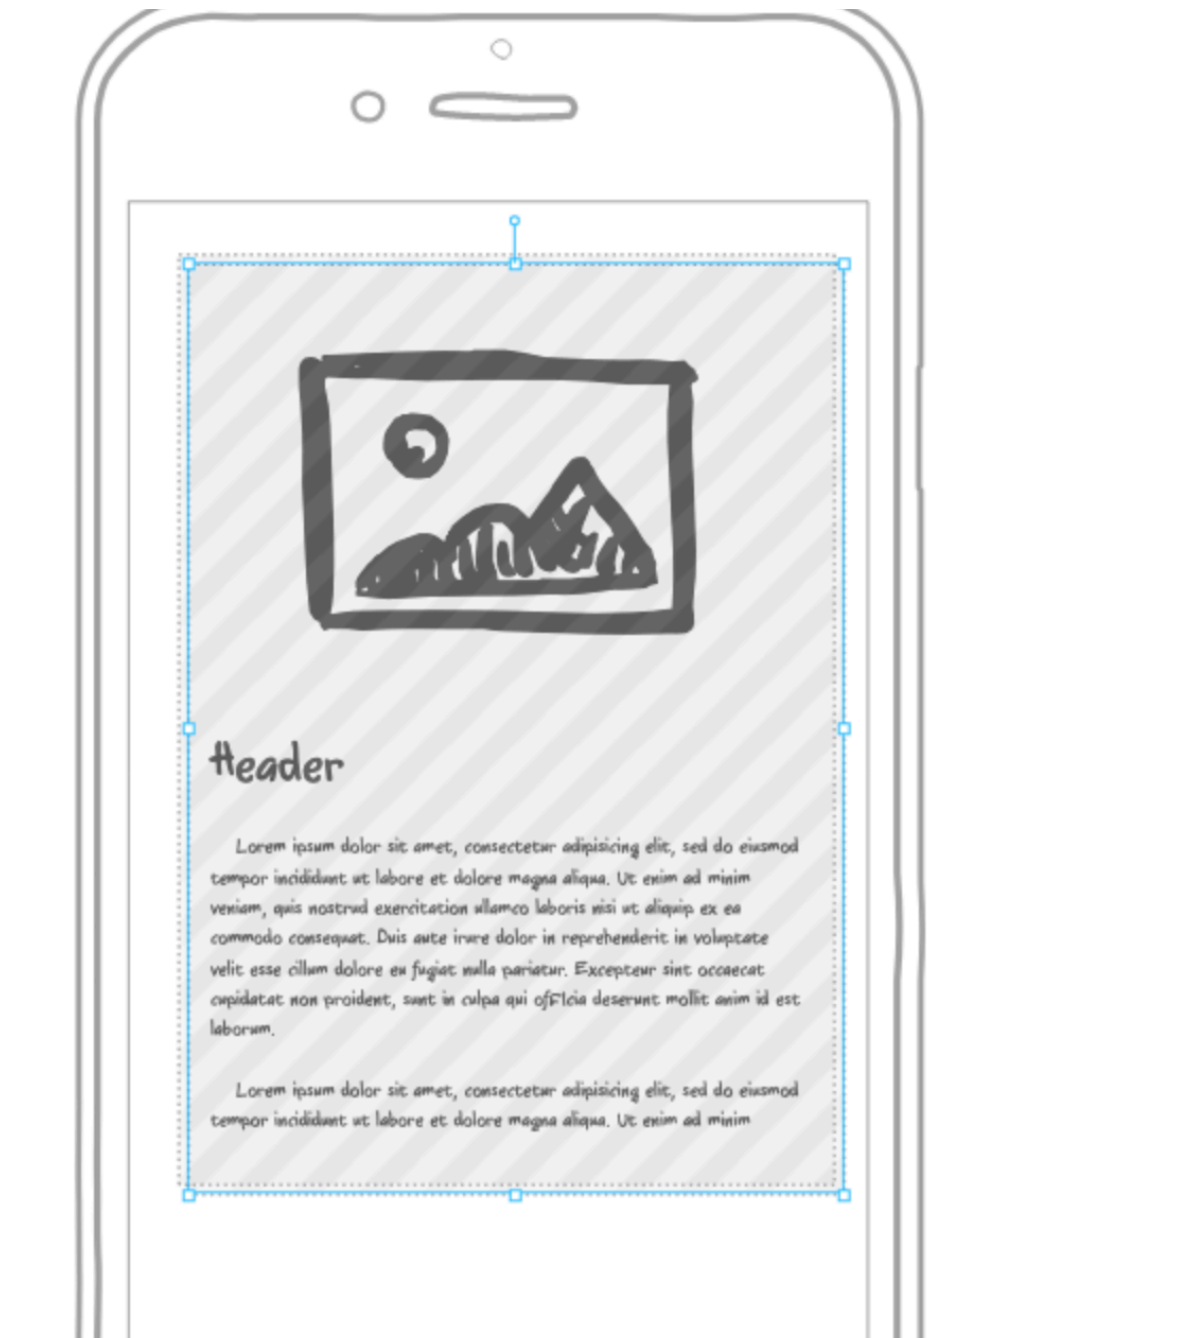 Header
Lorem ipsum dolor sit amet, consectetur adipisicing elit, sed do eiusmod
tempor incididunt ut labore et dolore magna aliqua. Ut enim ad minim
veniam, quis nostrud exercitation ullamco laboris nisi ut aliquip ex ea
commodo consequat. Duis aute irure dolor in reprehenderit in voluptate
velit esse cillum dolore eu fugiat nulla pariatur. Excepteur sint occaecat
cupidatat non proident, sunt in culpa qui offIcia deserunt mollit anim id est
laborum.
Lorem ipsum dolor sit amet, consectetur adipisicing elit, sed do eiusmod
tempor incididunt ut labore et dolore magna aliqua. Ut enim ad minim